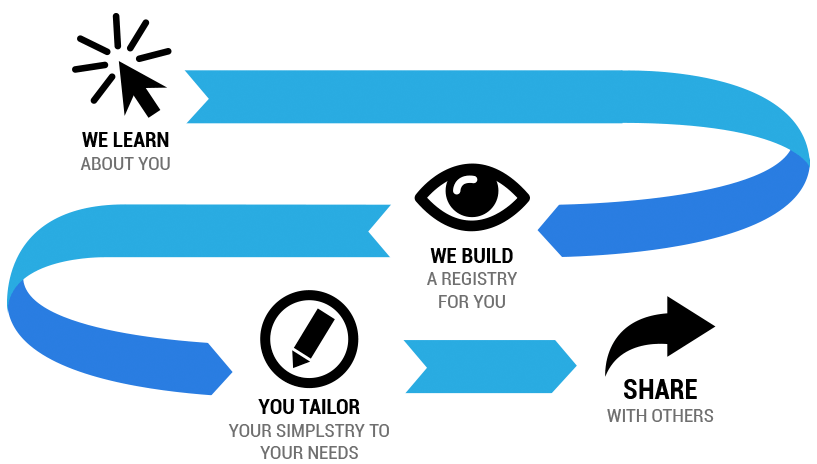 WE LEARN
ABOUT YOU
WE BUILD
A REGISTRY
FOR YOU
YOU TAILOR
YOUR SIMPLSTRY TO
YOUR NEEDS
SHARE
WITH OTHERS